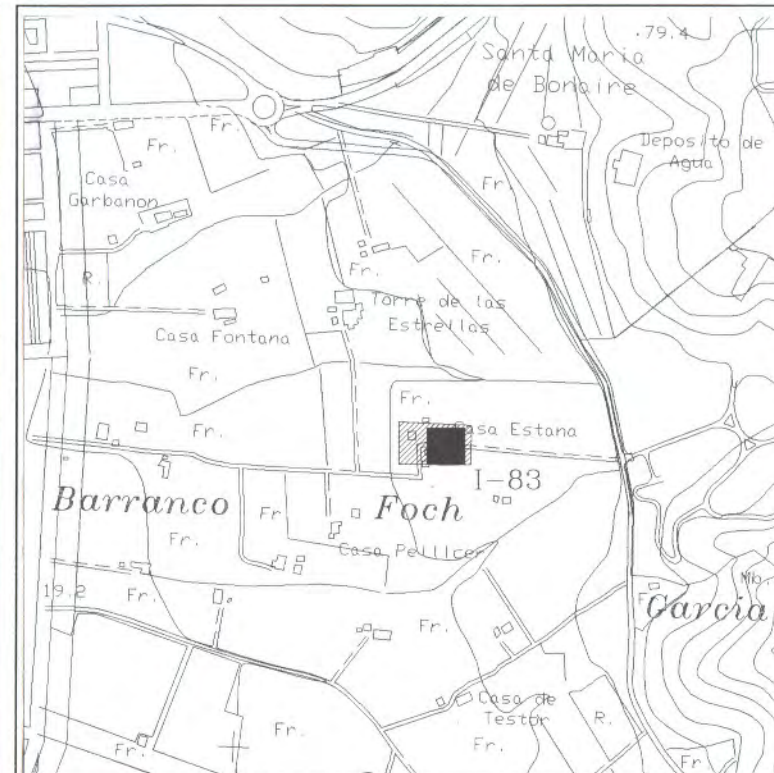 .79.4
Santa Maria
de Bonaire
Fr.
Fr.
Deposito de
Agua
Casa
Garbanon
Fr.
Fr.
R.
Fr.
Torre de las
Estrellas
Casa Fontana
Fr.
Fr.
Fr.
Casa Estana
I-83
Barranco
Foch
Fr
Fr.
Casa Pelllcer
Mib.
19.2
Fr.
F
Garcia
Fr.
Casa de
Testor
R.
Fr.
Fr.
Fr.
Fr.